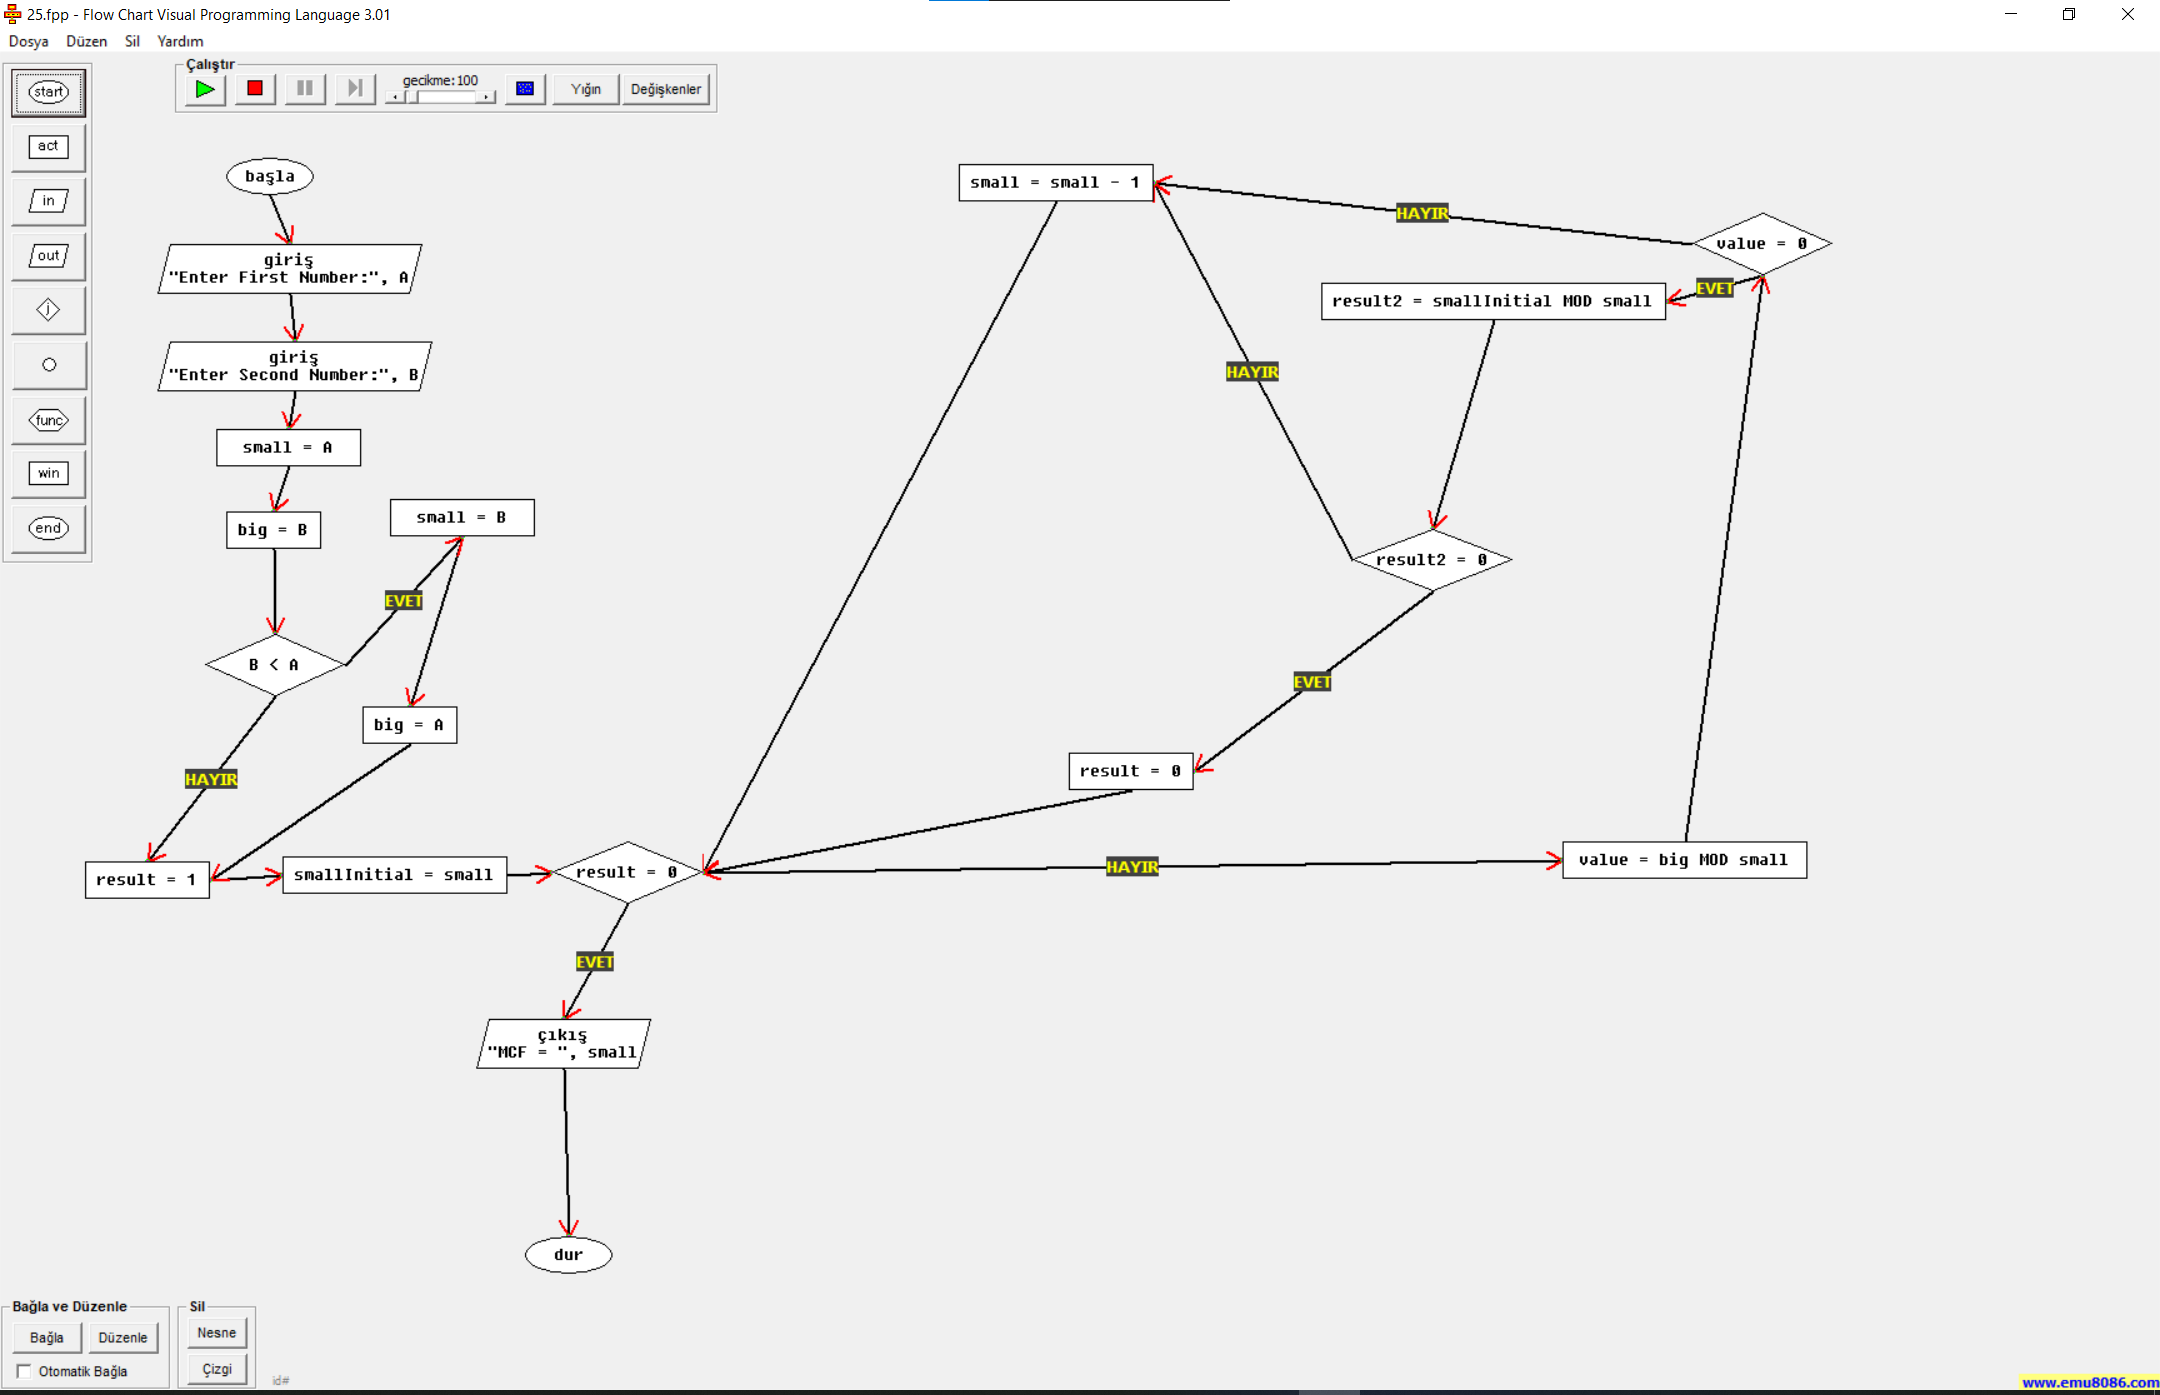 25.fpp - Flow Chart Visual Programming Language 3.01
Dosya Düzen Sil Yardım
Çalıştır
gecikme:100
Yığın
Değişkenler
start
act
in
out
j
func
win
end
başla
giriş
"Enter First Number:", A
giriş
"Enter Second Number:", B
small = A
big = B
small = B
EVET
B < A
big = A
HAYIR
result = 1
smallInitial = small
result = 0
EVET
çıkış
"MCF = ", small
dur
small = small - 1
HAYIR
value = 0
EVET
result2 = smallInitial MOD small
HAYIR
result2 = 0
EVET
result = 0
HAYIR
value = big MOD small
Bağla ve Düzenle
Bağla
Düzenle
Otomatik Bağla
Sil
Nesne
Çizgi
id#
www.emu8086.com